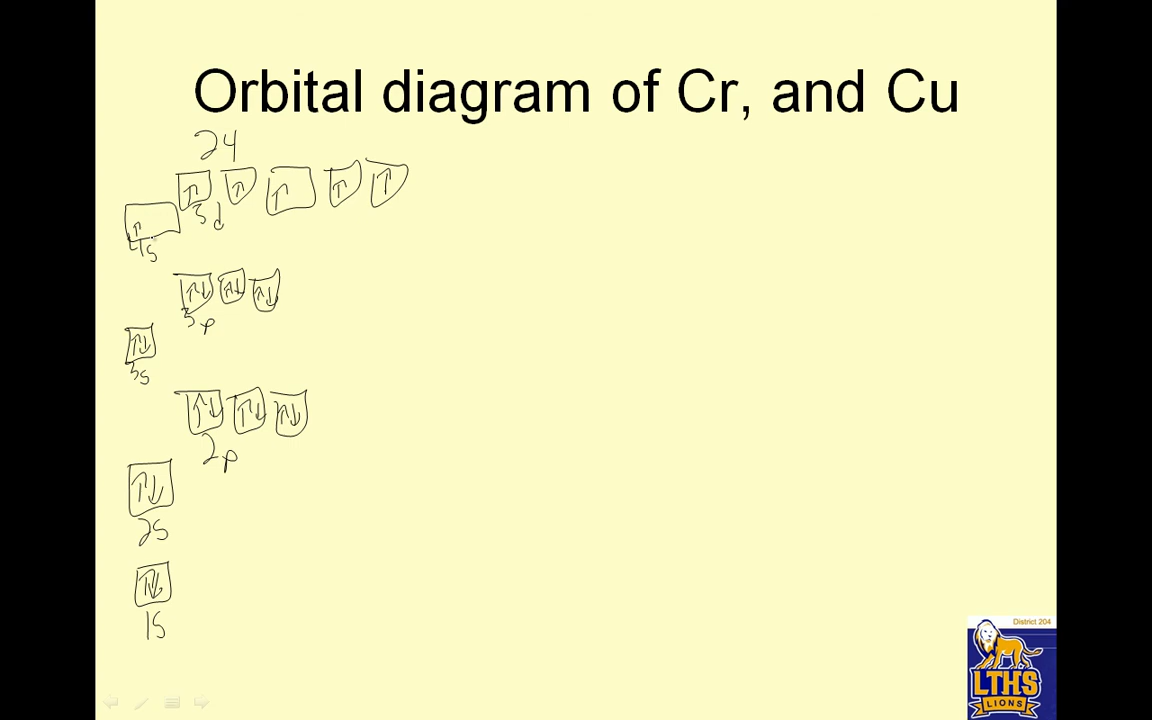 Orbital diagram of Cr, and Cu
24
3d
4s
3p
3s
2p
2s
1s
District 204
LTHS
LIONS